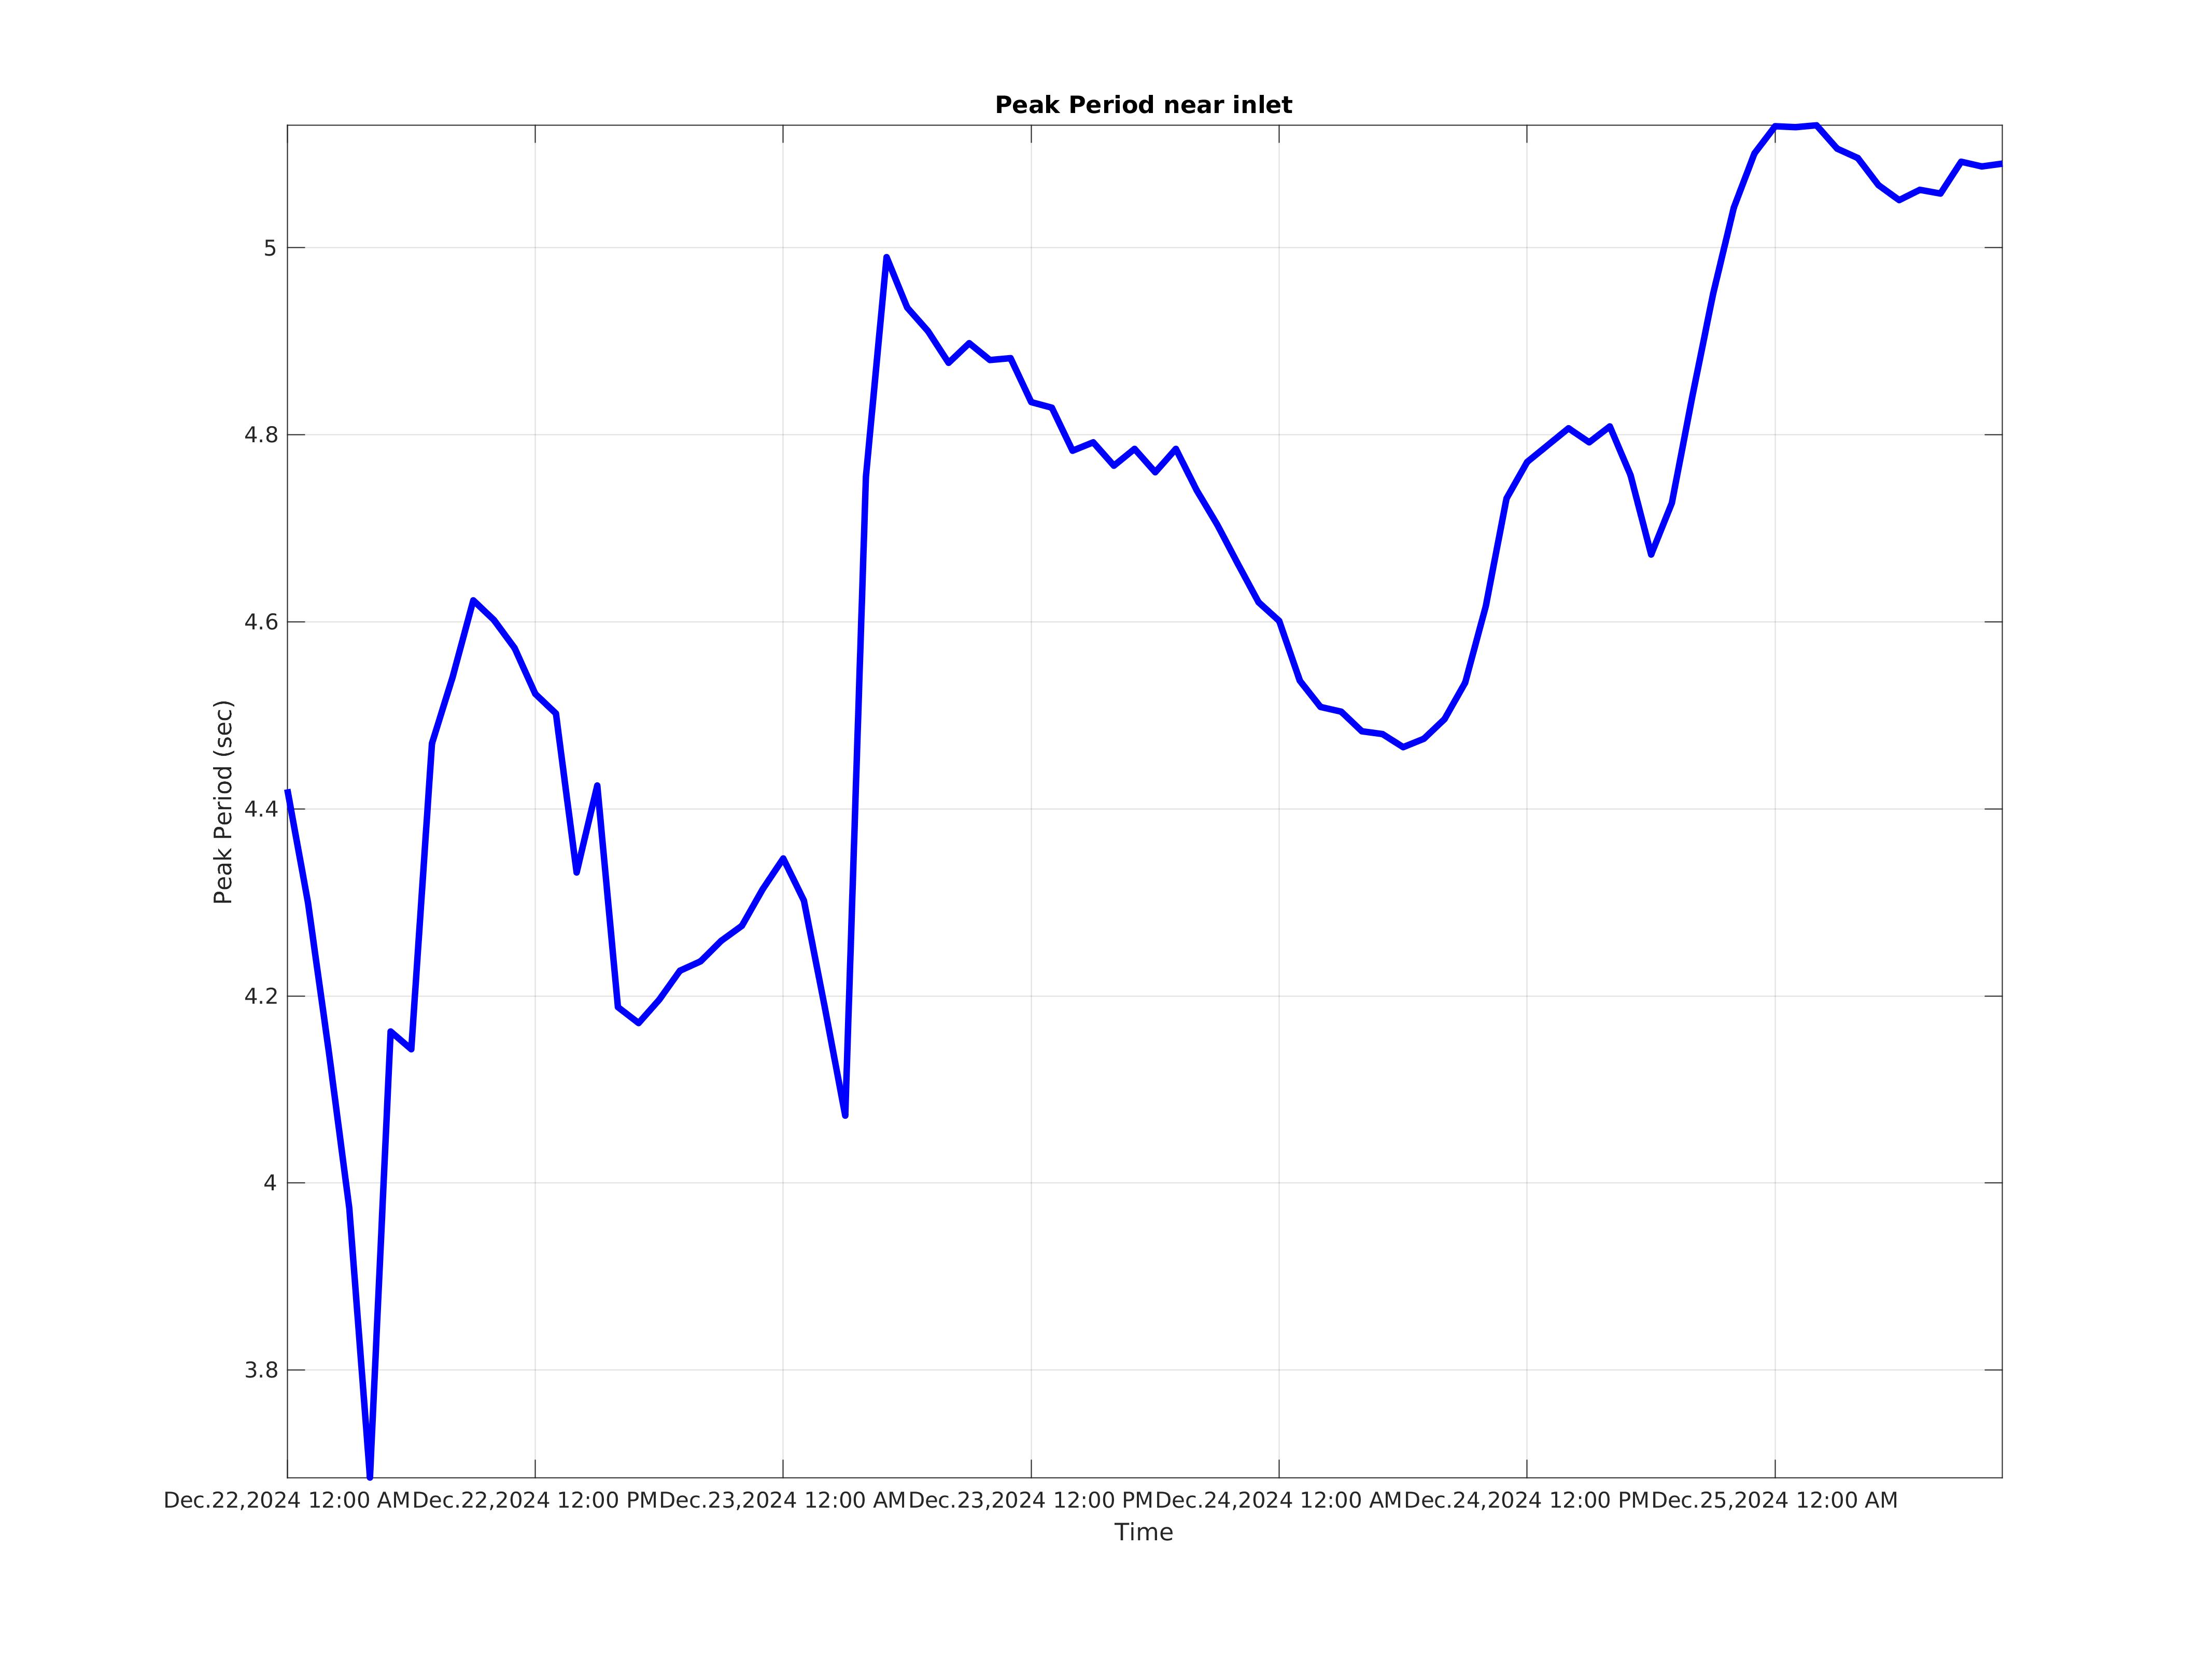 Peak Period near inlet
5
4.8
4.6
4.4
4.2
4
3.8
Peak Period (sec)
Dec.22,2024 12:00 AM Dec.22,2024 12:00 PM Dec.23,2024 12:00 AM Dec.23,2024 12:00 PM Dec.24,2024 12:00 AM Dec.24,2024 12:00 PM Dec.25,2024 12:00 AM
Time